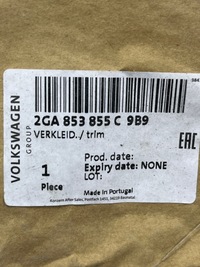 VOLKSWAGEN
GROUP
2GA 853 855 C 9B9
VERKLEID./trim
EAC
Prod. date:
Expiry date: NONE
LOT:
1
Piece
Made in Portugal